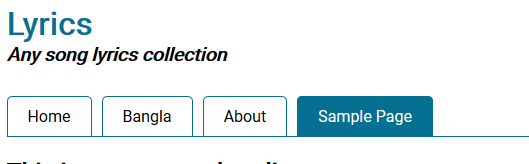 Lyrics
Any song lyrics collection
Home Bangla About Sample Page